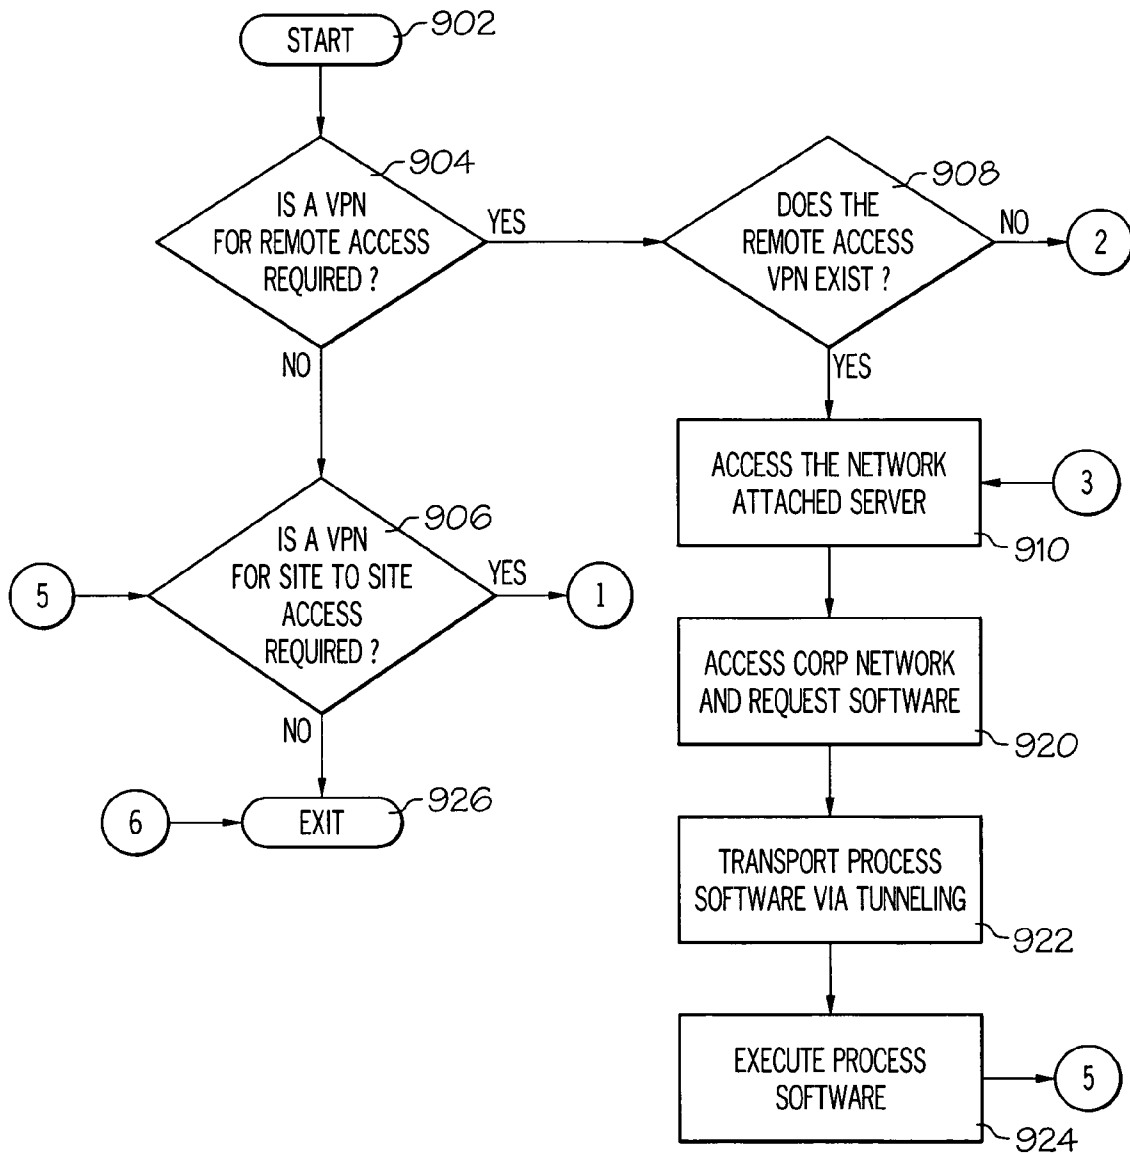 START
902
904
IS A VPN
FOR REMOTE ACCESS
REQUIRED ?
YES
NO
908
DOES THE
REMOTE ACCESS
VPN EXIST ?
NO
2
YES
ACCESS THE NETWORK
ATTACHED SERVER
3
910
906
IS A VPN
FOR SITE TO SITE
ACCESS
REQUIRED ?
5
YES
1
NO
ACCESS CORP NETWORK
AND REQUEST SOFTWARE
920
6
EXIT
926
TRANSPORT PROCESS
SOFTWARE VIA TUNNELING
922
EXECUTE PROCESS
SOFTWARE
5
924